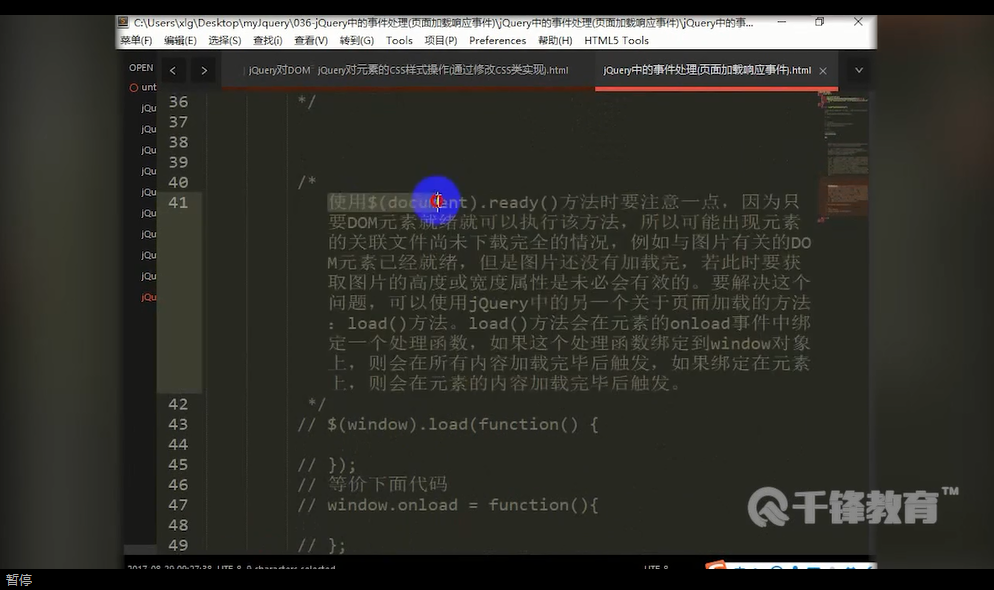 C:\Users\xlg\Desktop\myJquery\036-jQuery中的事件处理(页面加载响应事件)\jQuery中的事件处理(页面加载响应事件)\jQuery中的事...
菜单(F) 编辑(E) 选择(S) 查找(i) 查看(V) 转到(G) Tools 项目(P) Preferences 帮助(H) HTML5 Tools
OPEN
jQuery对DOM jQuery对元素的CSS样式操作(通过修改CSS类实现).html jQuery中的事件处理(页面加载响应事件).html
unt
jQu
jQu
jQu
jQu
jQu
jQu
jQu
jQu
jQu
jQu
36 */
37
38
39
40 /*
41 使用$(document).ready()方法时要注意一点，因为只
要DOM元素就绪就可以执行该方法，所以可能出现元素
的关联文件尚未下载完全的情况，例如与图片有关的DO
M元素已经就绪，但是图片还没有加载完，若此时要获
取图片的高度或宽度属性是未必会有效的。要解决这个
问题，可以使用jQuery中的另一个关于页面加载的方法
：load()方法。load()方法会在元素的onload事件中绑
定一个处理函数，如果这个处理函数绑定到window对象
上，则会在所有内容加载完毕后触发，如果绑定在元素
上，则会在元素的内容加载完毕后触发。
42 */
43 // $(window).load(function() {
44
45 // });
46 // 等价下面代码
47 // window.onload = function(){
48
49 // };
千锋教育™
UTF-8
暂停